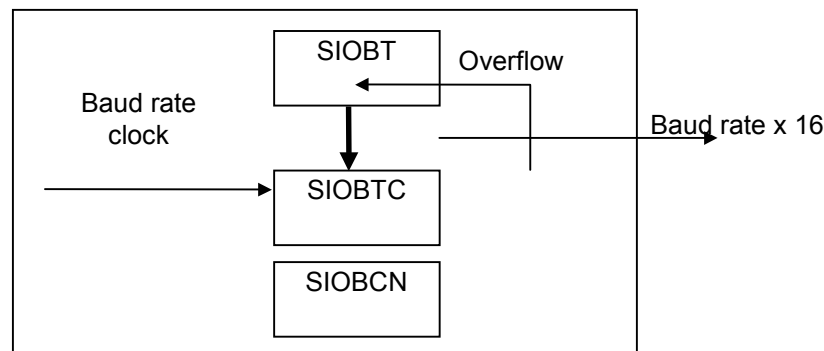 SIOBT
Overflow
Baud rate
clock
Baud rate x 16
SIOBTC
SIOBCN